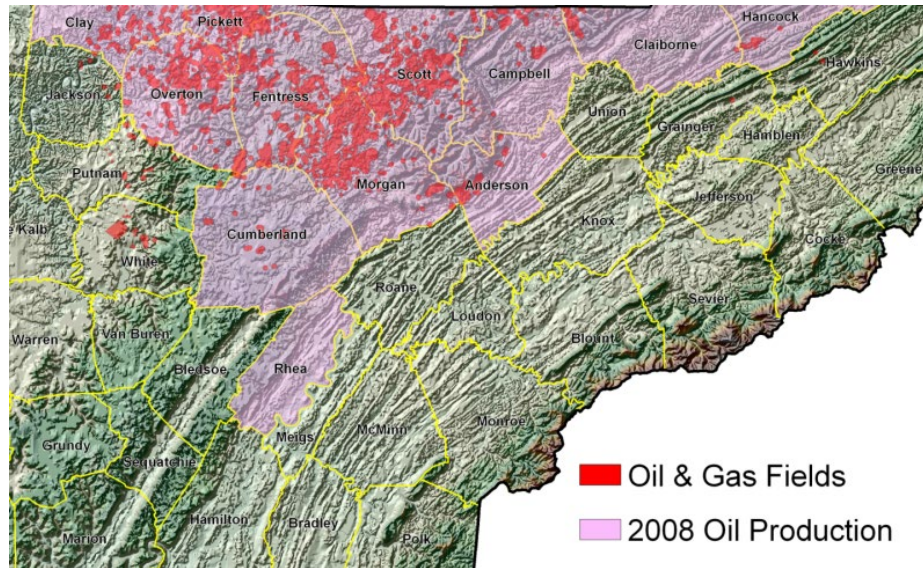 Clay
Pickett
Hancock
Claiborne
Scott
Campbell
Hawkins
Overton
Fentress
Jackson
Union
Grainger
Hamblen
Putnam
Morgan
Anderson
Greene
Jefferson
Knox
Cumberland
Cocke
e Kalb
White
Roane
Sevier
Loudon
Blount
Van Buren
Warren
Bledsoe
Rhea
Monroe
McMinn
Meigs
Grundy
Sequatchie
Oil & Gas Fields
Hamilton
Bradley
2008 Oil Production
Marion
Polk